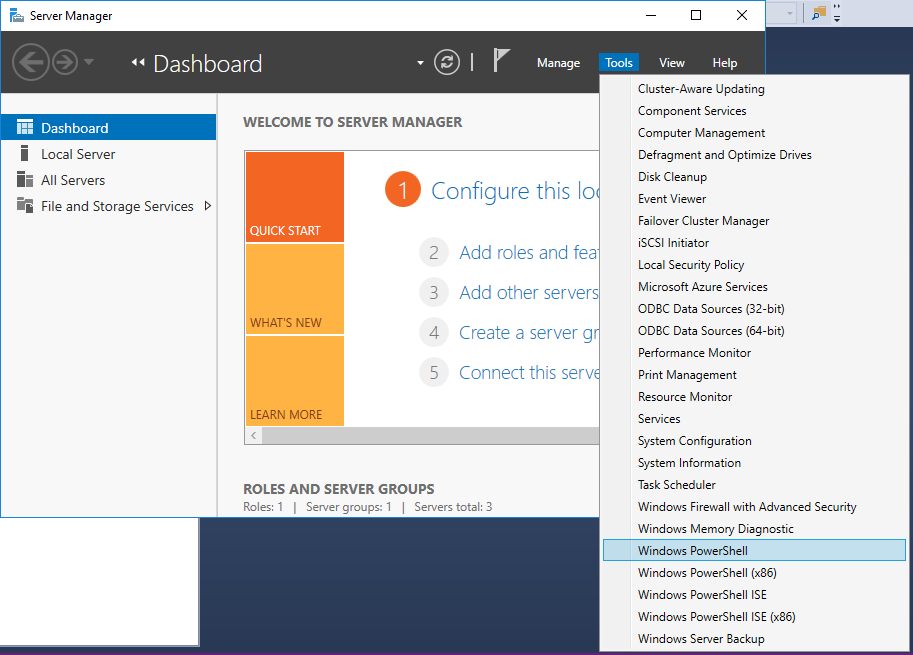 Server Manager
Dashboard
Manage Tools View Help
Dashboard
Local Server
All Servers
File and Storage Services
WELCOME TO SERVER MANAGER
QUICK START
WHAT'S NEW
LEARN MORE
1 Configure this loc
2 Add roles and feat
3 Add other servers
4 Create a server gr
5 Connect this serve
ROLES AND SERVER GROUPS
Roles: 1 | Server groups: 1 | Servers total: 3
Cluster-Aware Updating
Component Services
Computer Management
Defragment and Optimize Drives
Disk Cleanup
Event Viewer
Failover Cluster Manager
iSCSI Initiator
Local Security Policy
Microsoft Azure Services
ODBC Data Sources (32-bit)
ODBC Data Sources (64-bit)
Performance Monitor
Print Management
Resource Monitor
Services
System Configuration
System Information
Task Scheduler
Windows Firewall with Advanced Security
Windows Memory Diagnostic
Windows PowerShell
Windows PowerShell (x86)
Windows PowerShell ISE
Windows PowerShell ISE (x86)
Windows Server Backup